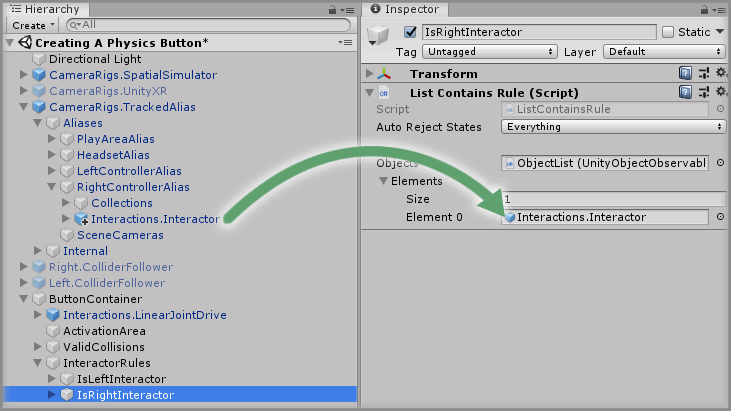 Hierarchy
Create
All
Creating A Physics Button*
Directional Light
CameraRigs.SpatialSimulator
CameraRigs.UnityXR
CameraRigs.TrackedAlias
Aliases
PlayAreaAlias
HeadsetAlias
LeftControllerAlias
RightControllerAlias
Collections
Interactions.Interactor
SceneCameras
Internal
Right.ColliderFollower
Left.ColliderFollower
ButtonContainer
Interactions.LinearJointDrive
ActivationArea
ValidCollisions
InteractorRules
IsLeftInteractor
IsRightInteractor
Inspector
IsRightInteractor Static
Tag Untagged Layer Default
Transform
List Contains Rule (Script)
Script ListContainsRule
Auto Reject States Everything
Objects ObjectList (UnityObjectObservabl
Elements
Size 1
Element 0 Interactions.Interactor